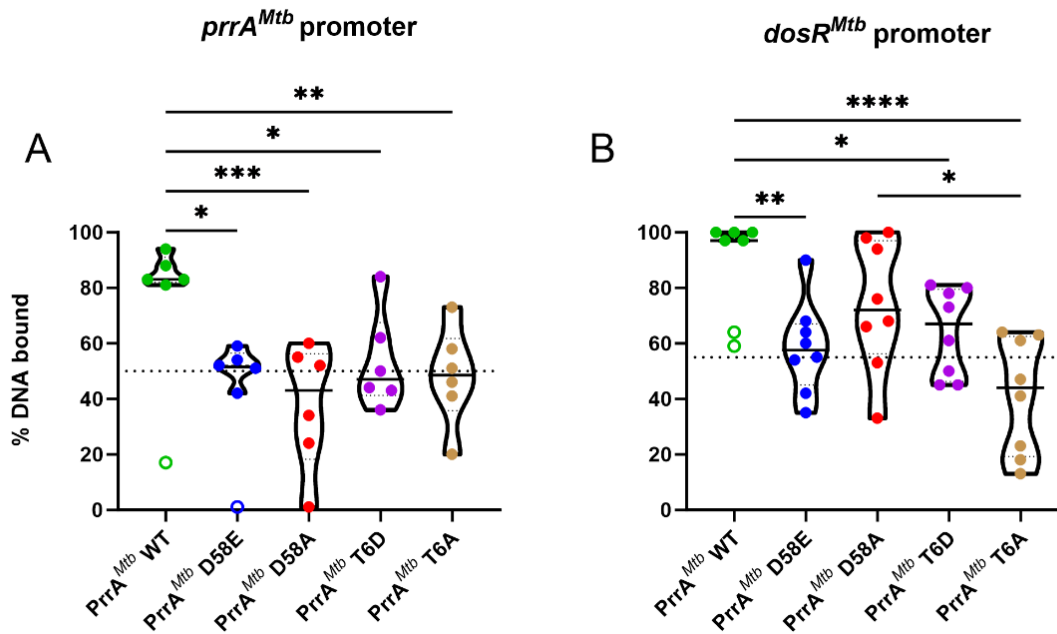 prrA^Mtb promoter
dosR^Mtb promoter
A
**
*
***
*
B
****
*
*
**
% DNA bound
100
80
60
40
20
0
100
80
60
40
20
0
PrrA^Mtb WT
PrrA^Mtb D58E
PrrA^Mtb D58A
PrrA^Mtb T6D
PrrA^Mtb T6A
PrrA^Mtb WT
PrrA^Mtb D58E
PrrA^Mtb D58A
PrrA^Mtb T6D
PrrA^Mtb T6A